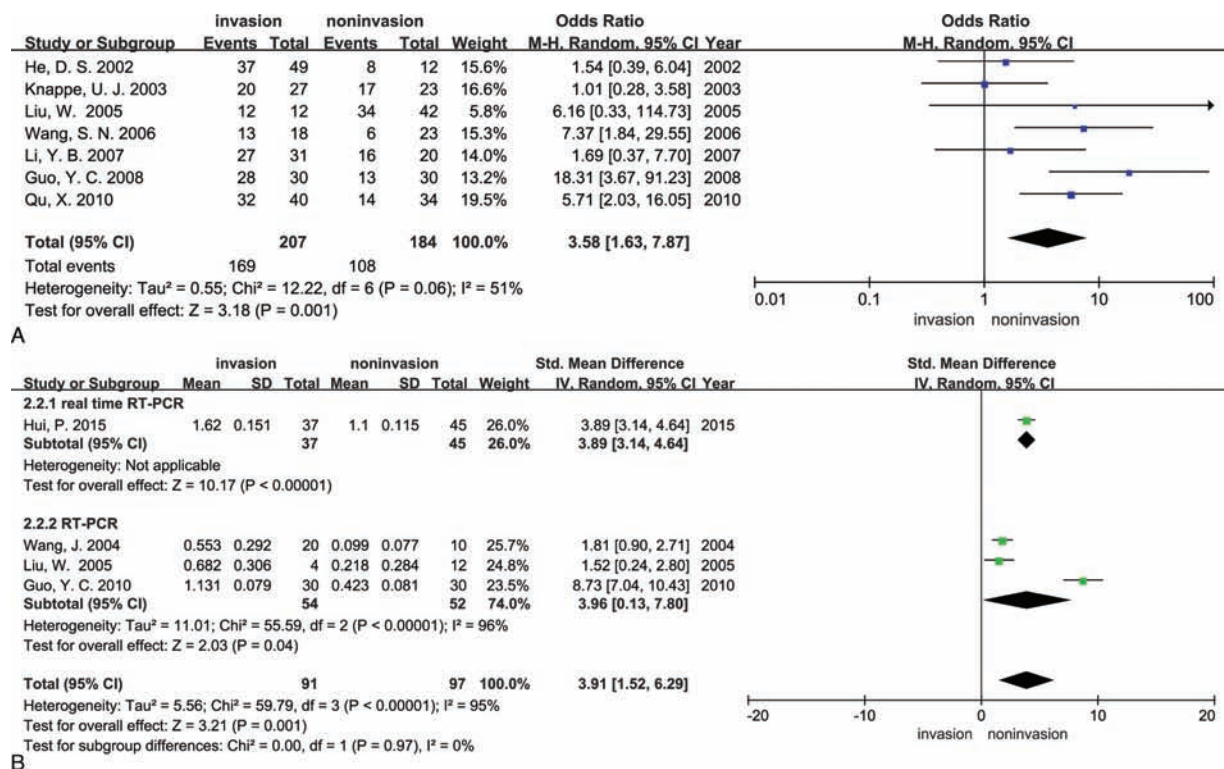 invasion noninvasion Odds Ratio Odds Ratio
Study or Subgroup Events Total Events Total Weight M-H. Random. 95% CI Year M-H. Random. 95% CI
He, D. S. 2002 37 49 8 12 15.6% 1.54 [0.39, 6.04] 2002
Knappe, U. J. 2003 20 27 17 23 16.6% 1.01 [0.28, 3.58] 2003
Liu, W. 2005 12 12 34 42 5.8% 6.16 [0.33, 114.73] 2005
Wang, S. N. 2006 13 18 6 23 15.3% 7.37 [1.84, 29.55] 2006
Li, Y. B. 2007 27 31 16 20 14.0% 1.69 [0.37, 7.70] 2007
Guo, Y. C. 2008 28 30 13 30 13.2% 18.31 [3.67, 91.23] 2008
Qu, X. 2010 32 40 14 34 19.5% 5.71 [2.03, 16.05] 2010
Total (95% CI) 207 184 100.0% 3.58 [1.63, 7.87]
Total events 169 108
Heterogeneity: Tau² = 0.55; Chi² = 12.22, df = 6 (P = 0.06); I² = 51%
Test for overall effect: Z = 3.18 (P = 0.001)
0.01 0.1 1 10 100
invasion noninvasion
A
invasion noninvasion Std. Mean Difference Std. Mean Difference
Study or Subgroup Mean SD Total Mean SD Total Weight IV. Random. 95% CI Year IV. Random. 95% CI
2.2.1 real time RT-PCR
Hui, P. 2015 1.62 0.151 37 1.1 0.115 45 26.0% 3.89 [3.14, 4.64] 2015
Subtotal (95% CI) 37 45 26.0% 3.89 [3.14, 4.64]
Heterogeneity: Not applicable
Test for overall effect: Z = 10.17 (P < 0.00001)
2.2.2 RT-PCR
Wang, J. 2004 0.553 0.292 20 0.099 0.077 10 25.7% 1.81 [0.90, 2.71] 2004
Liu, W. 2005 0.682 0.306 4 0.218 0.284 12 24.8% 1.52 [0.24, 2.80] 2005
Guo, Y. C. 2010 1.131 0.079 30 0.423 0.081 30 23.5% 8.73 [7.04, 10.43] 2010
Subtotal (95% CI) 54 52 74.0% 3.96 [0.13, 7.80]
Heterogeneity: Tau² = 11.01; Chi² = 55.59, df = 2 (P < 0.00001); I² = 96%
Test for overall effect: Z = 2.03 (P = 0.04)
Total (95% CI) 91 97 100.0% 3.91 [1.52, 6.29]
Heterogeneity: Tau² = 5.56; Chi² = 59.79, df = 3 (P < 0.00001); I² = 95%
Test for overall effect: Z = 3.21 (P = 0.001)
Test for subgroup differences: Chi² = 0.00, df = 1 (P = 0.97), I² = 0%
-20 -10 0 10 20
invasion noninvasion
B